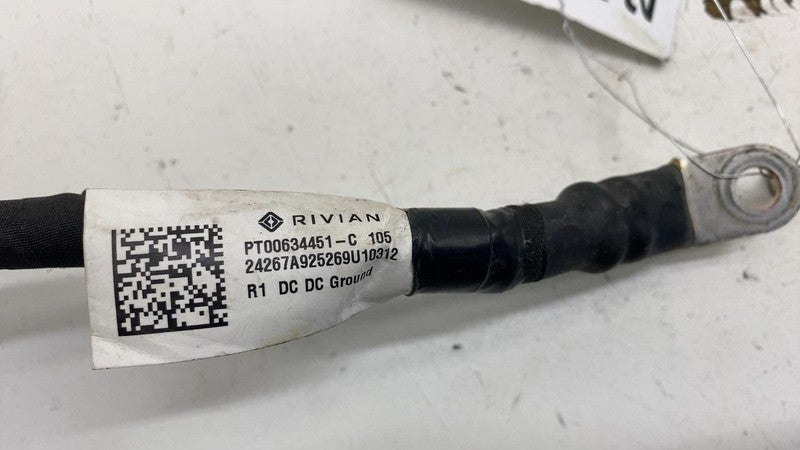 RIVIAN
PT00634451-C 105
24267A925269U10312
R1 DC DC Ground